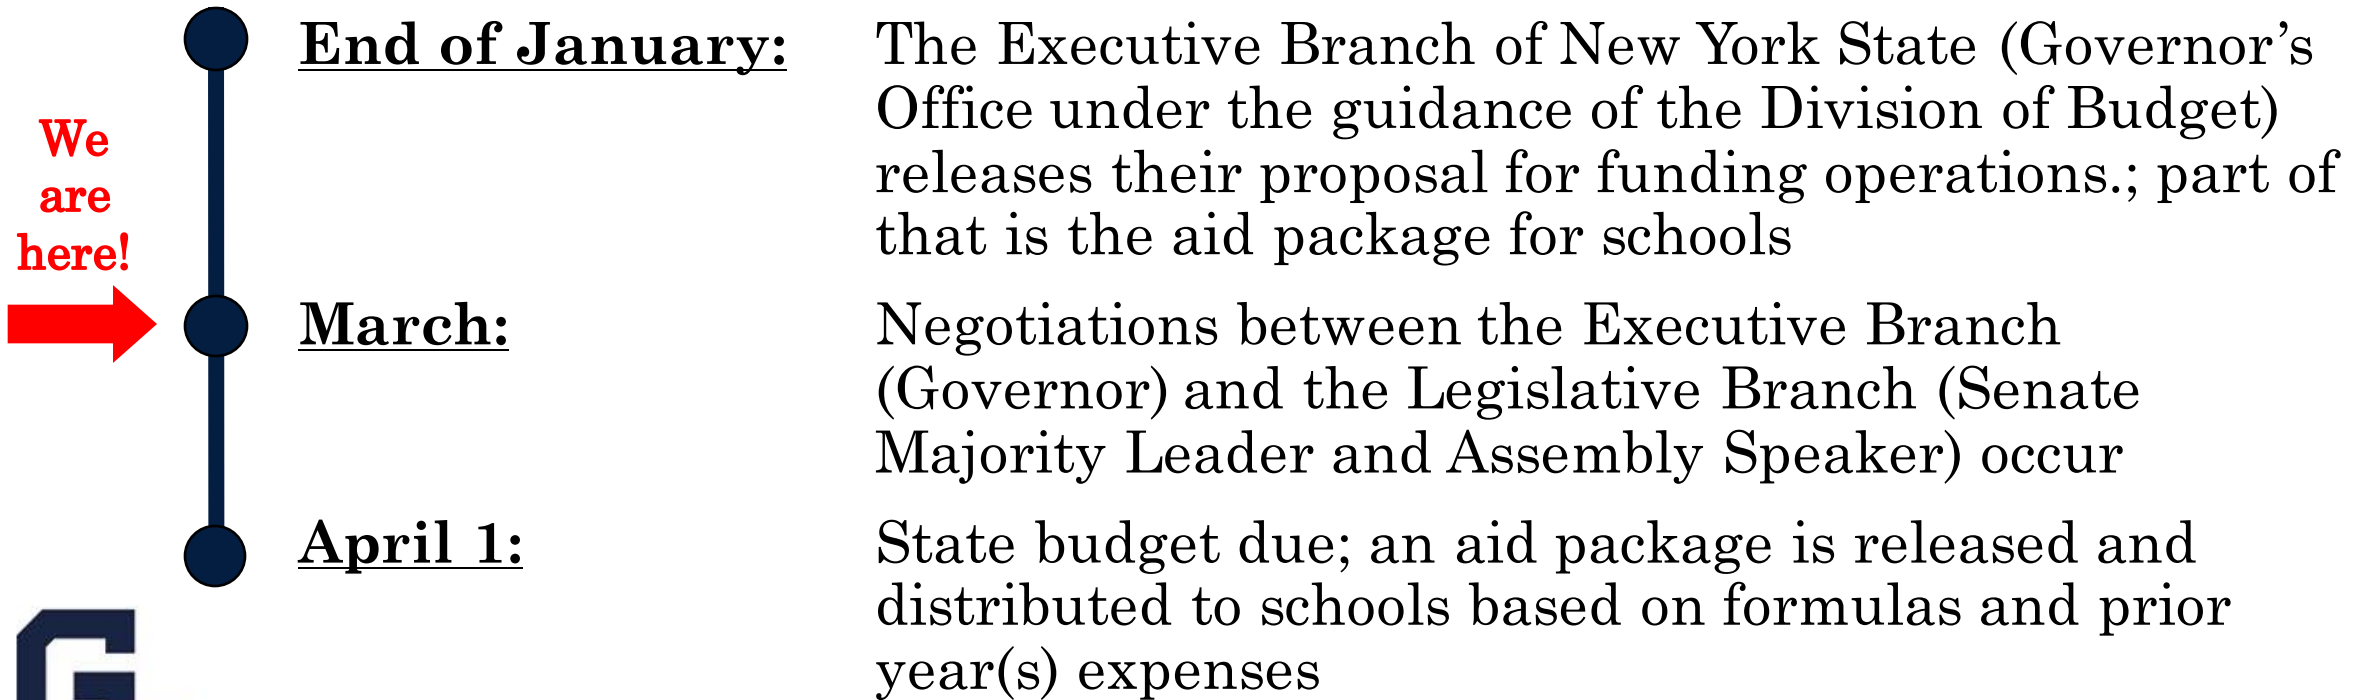 End of January:
The Executive Branch of New York State (Governor’s
Office under the guidance of the Division of Budget)
releases their proposal for funding operations.; part of
that is the aid package for schools
We
are
here!
March:
Negotiations between the Executive Branch
(Governor) and the Legislative Branch (Senate
Majority Leader and Assembly Speaker) occur
April 1:
State budget due; an aid package is released and
distributed to schools based on formulas and prior
year(s) expenses
G